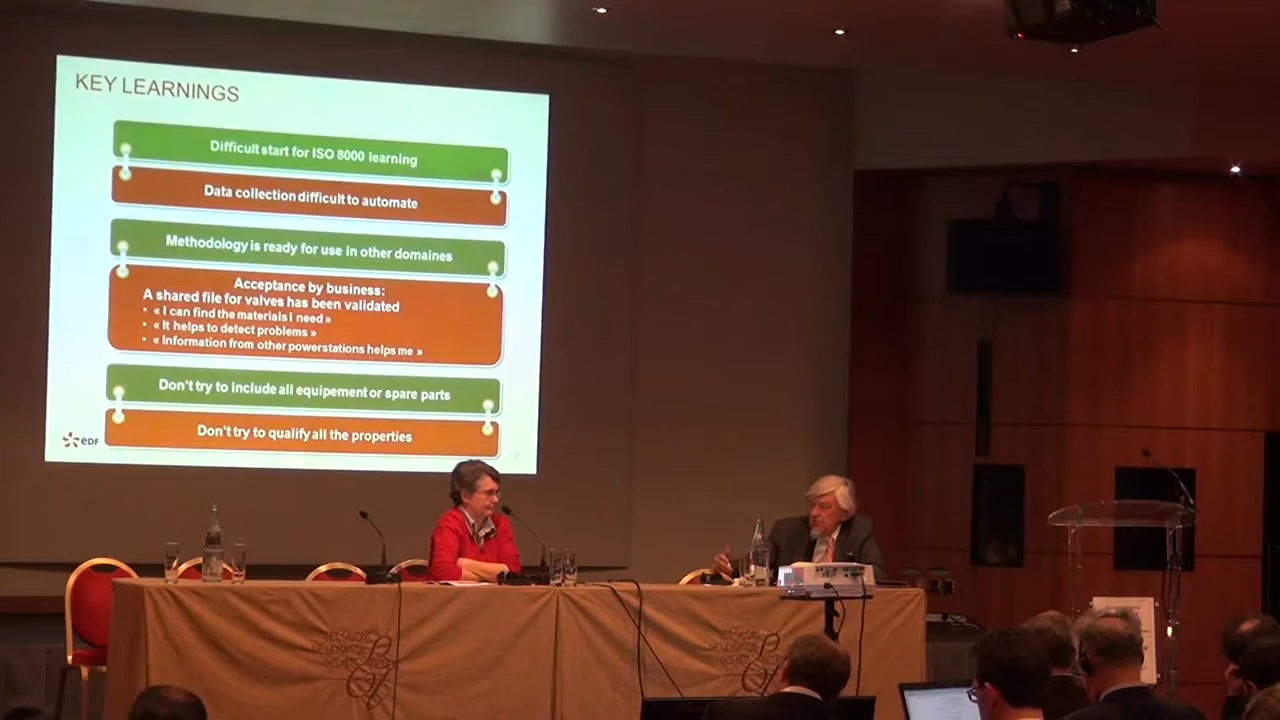 KEY LEARNINGS
Difficult start for ISO 8000 learning
Data collection difficult to automate
Methodology is ready for use in other domaines
Acceptance by business:
A shared file for valves has been validated
• « I can find the materials I need »
• « It helps to detect problems »
• « Information from other powerstations helps me »
Don't try to include all equipement or spare parts
Don't try to qualify all the properties
eDF